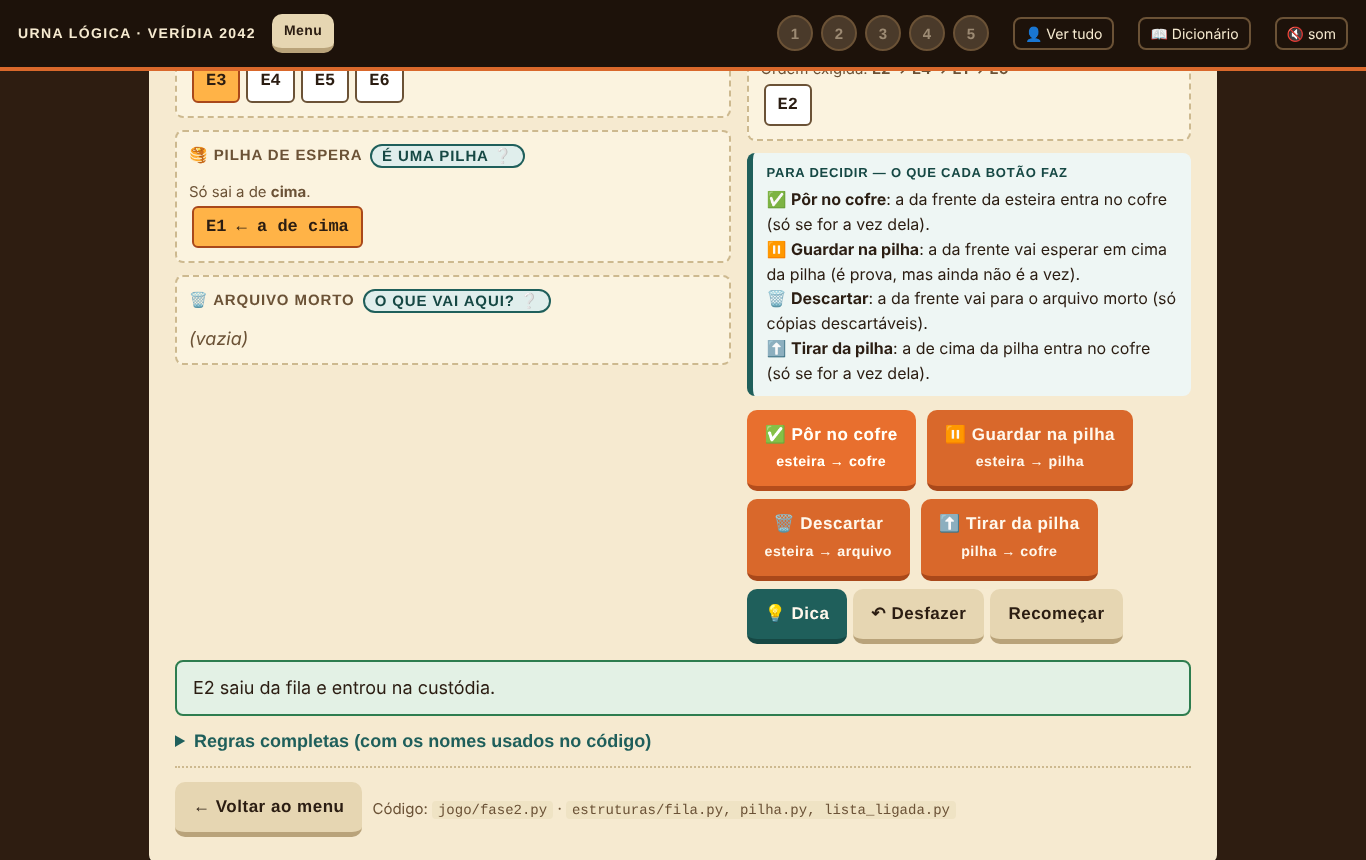 URNA LÓGICA · VERÍDIA 2042
Menu
1 2 3 4 5
👤 Ver tudo
📖 Dicionário
🔇 som
E3 E4 E5 E6
🥞 PILHA DE ESPERA É UMA PILHA ❔
Só sai a de cima.
E1 ← a de cima
🗑️ ARQUIVO MORTO O QUE VAI AQUI? ❔
(vazia)
E2
PARA DECIDIR — O QUE CADA BOTÃO FAZ
✅ Pôr no cofre: a da frente da esteira entra no cofre
(só se for a vez dela).
⏸️ Guardar na pilha: a da frente vai esperar em cima
da pilha (é prova, mas ainda não é a vez).
🗑️ Descartar: a da frente vai para o arquivo morto (só
cópias descartáveis).
⬆️ Tirar da pilha: a de cima da pilha entra no cofre
(só se for a vez dela).
✅ Pôr no cofre
esteira → cofre
⏸️ Guardar na pilha
esteira → pilha
🗑️ Descartar
esteira → arquivo
⬆️ Tirar da pilha
pilha → cofre
💡 Dica
↶ Desfazer
Recomeçar
E2 saiu da fila e entrou na custódia.
▶ Regras completas (com os nomes usados no código)
← Voltar ao menu
Código: jogo/fase2.py · estruturas/fila.py, pilha.py, lista_ligada.py